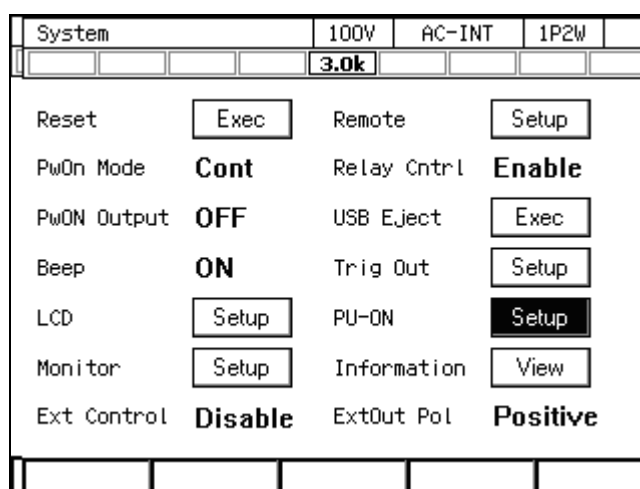 System 100V AC-INT 1P2W
3.0k
Reset Exec Remote Setup
PwOn Mode Cont Relay Cntrl Enable
PwON Output OFF USB Eject Exec
Beep ON Trig Out Setup
LCD Setup PU-ON Setup
Monitor Setup Information View
Ext Control Disable ExtOut Pol Positive